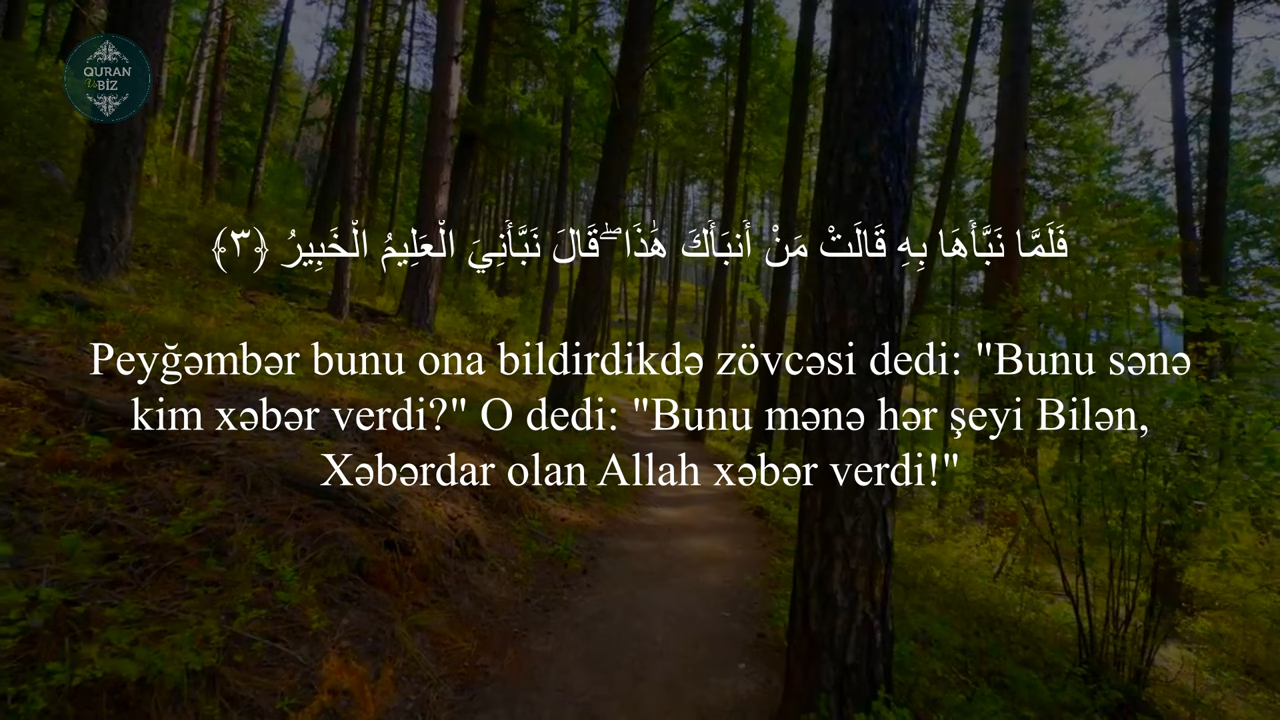 QURAN
Və
BİZ
فَلَمَّا نَبَّأَهَا بِهِ قَالَتْ مَنْ أَنبَأَكَ هَٰذَا ۖ قَالَ نَبَّأَنِيَ الْعَلِيمُ الْخَبِيرُ ﴿٣﴾
Peyğəmbər bunu ona bildirdikdə zövcəsi dedi: "Bunu sənə
kim xəbər verdi?" O dedi: "Bunu mənə hər şeyi Bilən,
Xəbərdar olan Allah xəbər verdi!"